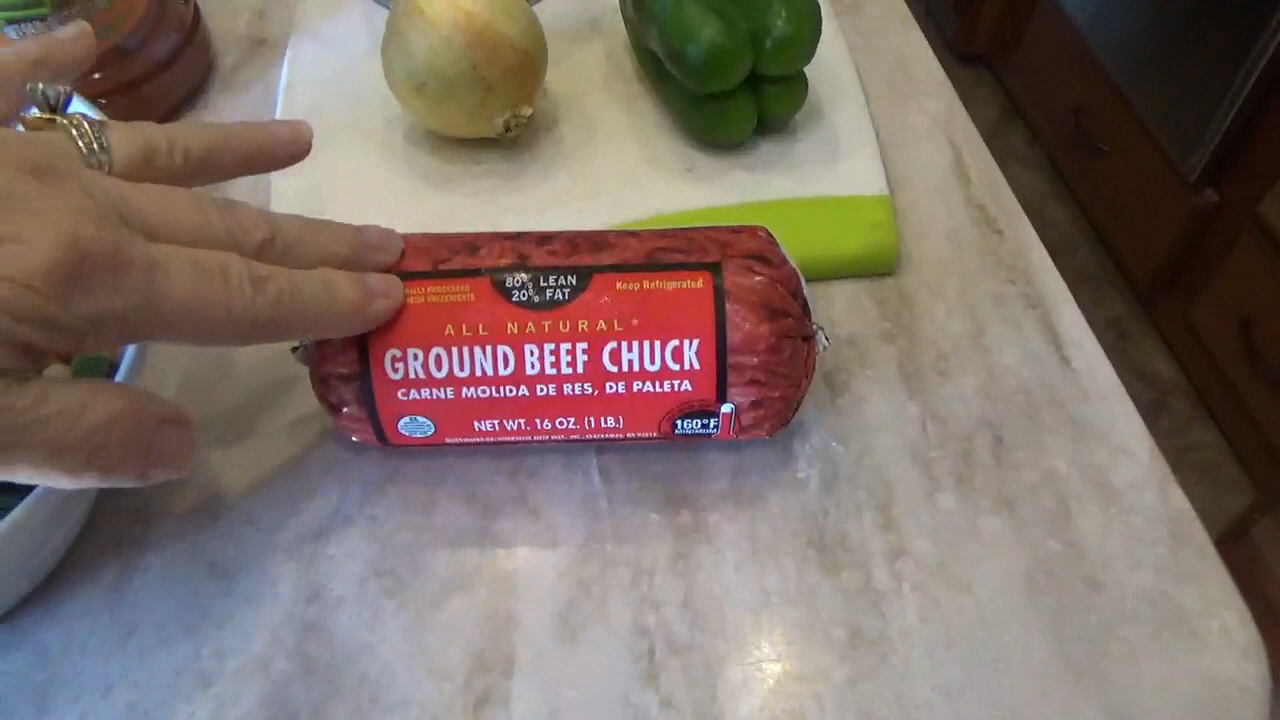 80% LEAN
20% FAT
Keep Refrigerated
ALL NATURAL*
GROUND BEEF CHUCK
CARNE MOLIDA DE RES, DE PALETA
NET WT. 16 OZ. (1 LB.)
160°F
MINIMUM